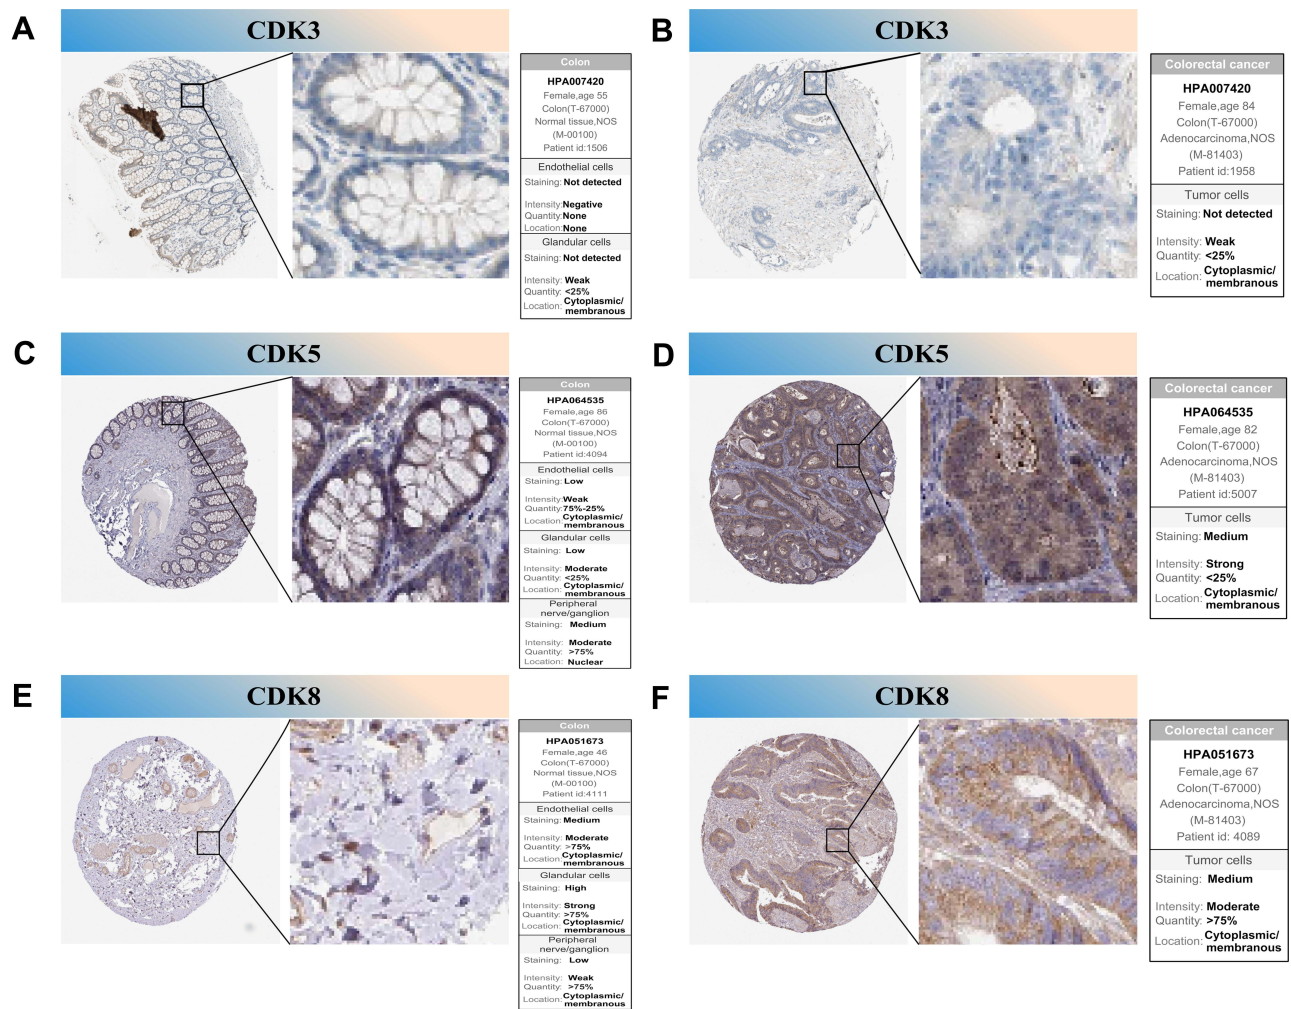 A
CDK3
Colon
HPA007420
Female,age 55
Colon(T-67000)
Normal tissue,NOS
(M-00100)
Patient id:1506
Endothelial cells
Staining: Not detected
Intensity:Negative
Quantity:None
Location:None
Glandular cells
Staining: Not detected
Intensity: Weak
Quantity: <25%
Location: Cytoplasmic/
membranous
B
CDK3
Colorectal cancer
HPA007420
Female,age 84
Colon(T-67000)
Adenocarcinoma,NOS
(M-81403)
Patient id:1958
Tumor cells
Staining: Not detected
Intensity: Weak
Quantity: <25%
Location: Cytoplasmic/
membranous
C
CDK5
Colon
HPA064535
Female,age 86
Colon(T-67000)
Normal tissue,NOS
(M-00100)
Patient id:4094
Endothelial cells
Staining: Low
Intensity:Weak
Quantity:75%-25%
Location: Cytoplasmic/
membranous
Glandular cells
Staining: Low
Intensity: Moderate
Quantity: <25%
Location: Cytoplasmic/
membranous
Peripheral
nerve/ganglion
Staining: Medium
Intensity: Moderate
Quantity: >75%
Location: Nuclear
D
CDK5
Colorectal cancer
HPA064535
Female,age 82
Colon(T-67000)
Adenocarcinoma,NOS
(M-81403)
Patient id:5007
Tumor cells
Staining: Medium
Intensity: Strong
Quantity: <25%
Location: Cytoplasmic/
membranous
E
CDK8
Colon
HPA051673
Female,age 46
Colon(T-67000)
Normal tissue,NOS
(M-00100)
Patient id:4111
Endothelial cells
Staining: Medium
Intensity: Moderate
Quantity: >75%
Location: Cytoplasmic/
membranous
Glandular cells
Staining: High
Intensity: Strong
Quantity: >75%
Location: Cytoplasmic/
membranous
Peripheral
nerve/ganglion
Staining: Low
Intensity: Weak
Quantity: >75%
Location: Cytoplasmic/
membranous
F
CDK8
Colorectal cancer
HPA051673
Female,age 67
Colon(T-67000)
Adenocarcinoma,NOS
(M-81403)
Patient id: 4089
Tumor cells
Staining: Medium
Intensity: Moderate
Quantity: >75%
Location: Cytoplasmic/
membranous